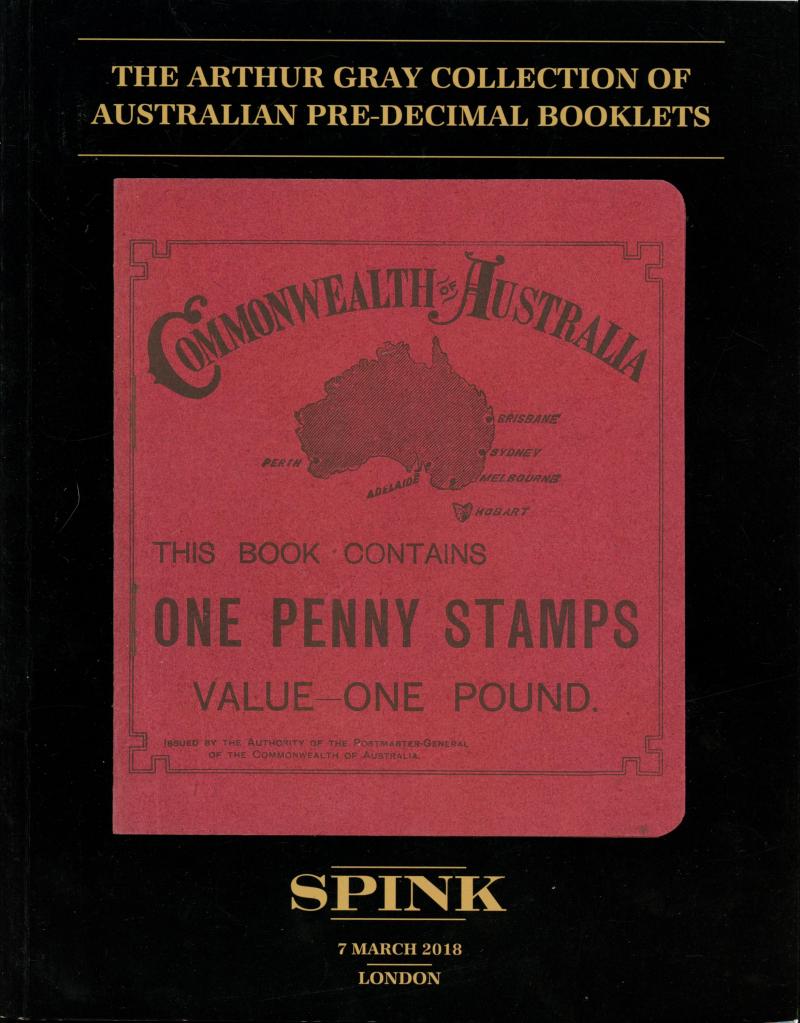 THE ARTHUR GRAY COLLECTION OF
AUSTRALIAN PRE-DECIMAL BOOKLETS
COMMONWEALTH OF AUSTRALIA
BRISBANE
SYDNEY
PERTH
ADELAIDE
MELBOURNE
HOBART
THIS BOOK CONTAINS
ONE PENNY STAMPS
VALUE—ONE POUND.
ISSUED BY THE AUTHORITY OF THE POSTMASTER-GENERAL
OF THE COMMONWEALTH OF AUSTRALIA.
SPINK
7 MARCH 2018
LONDON